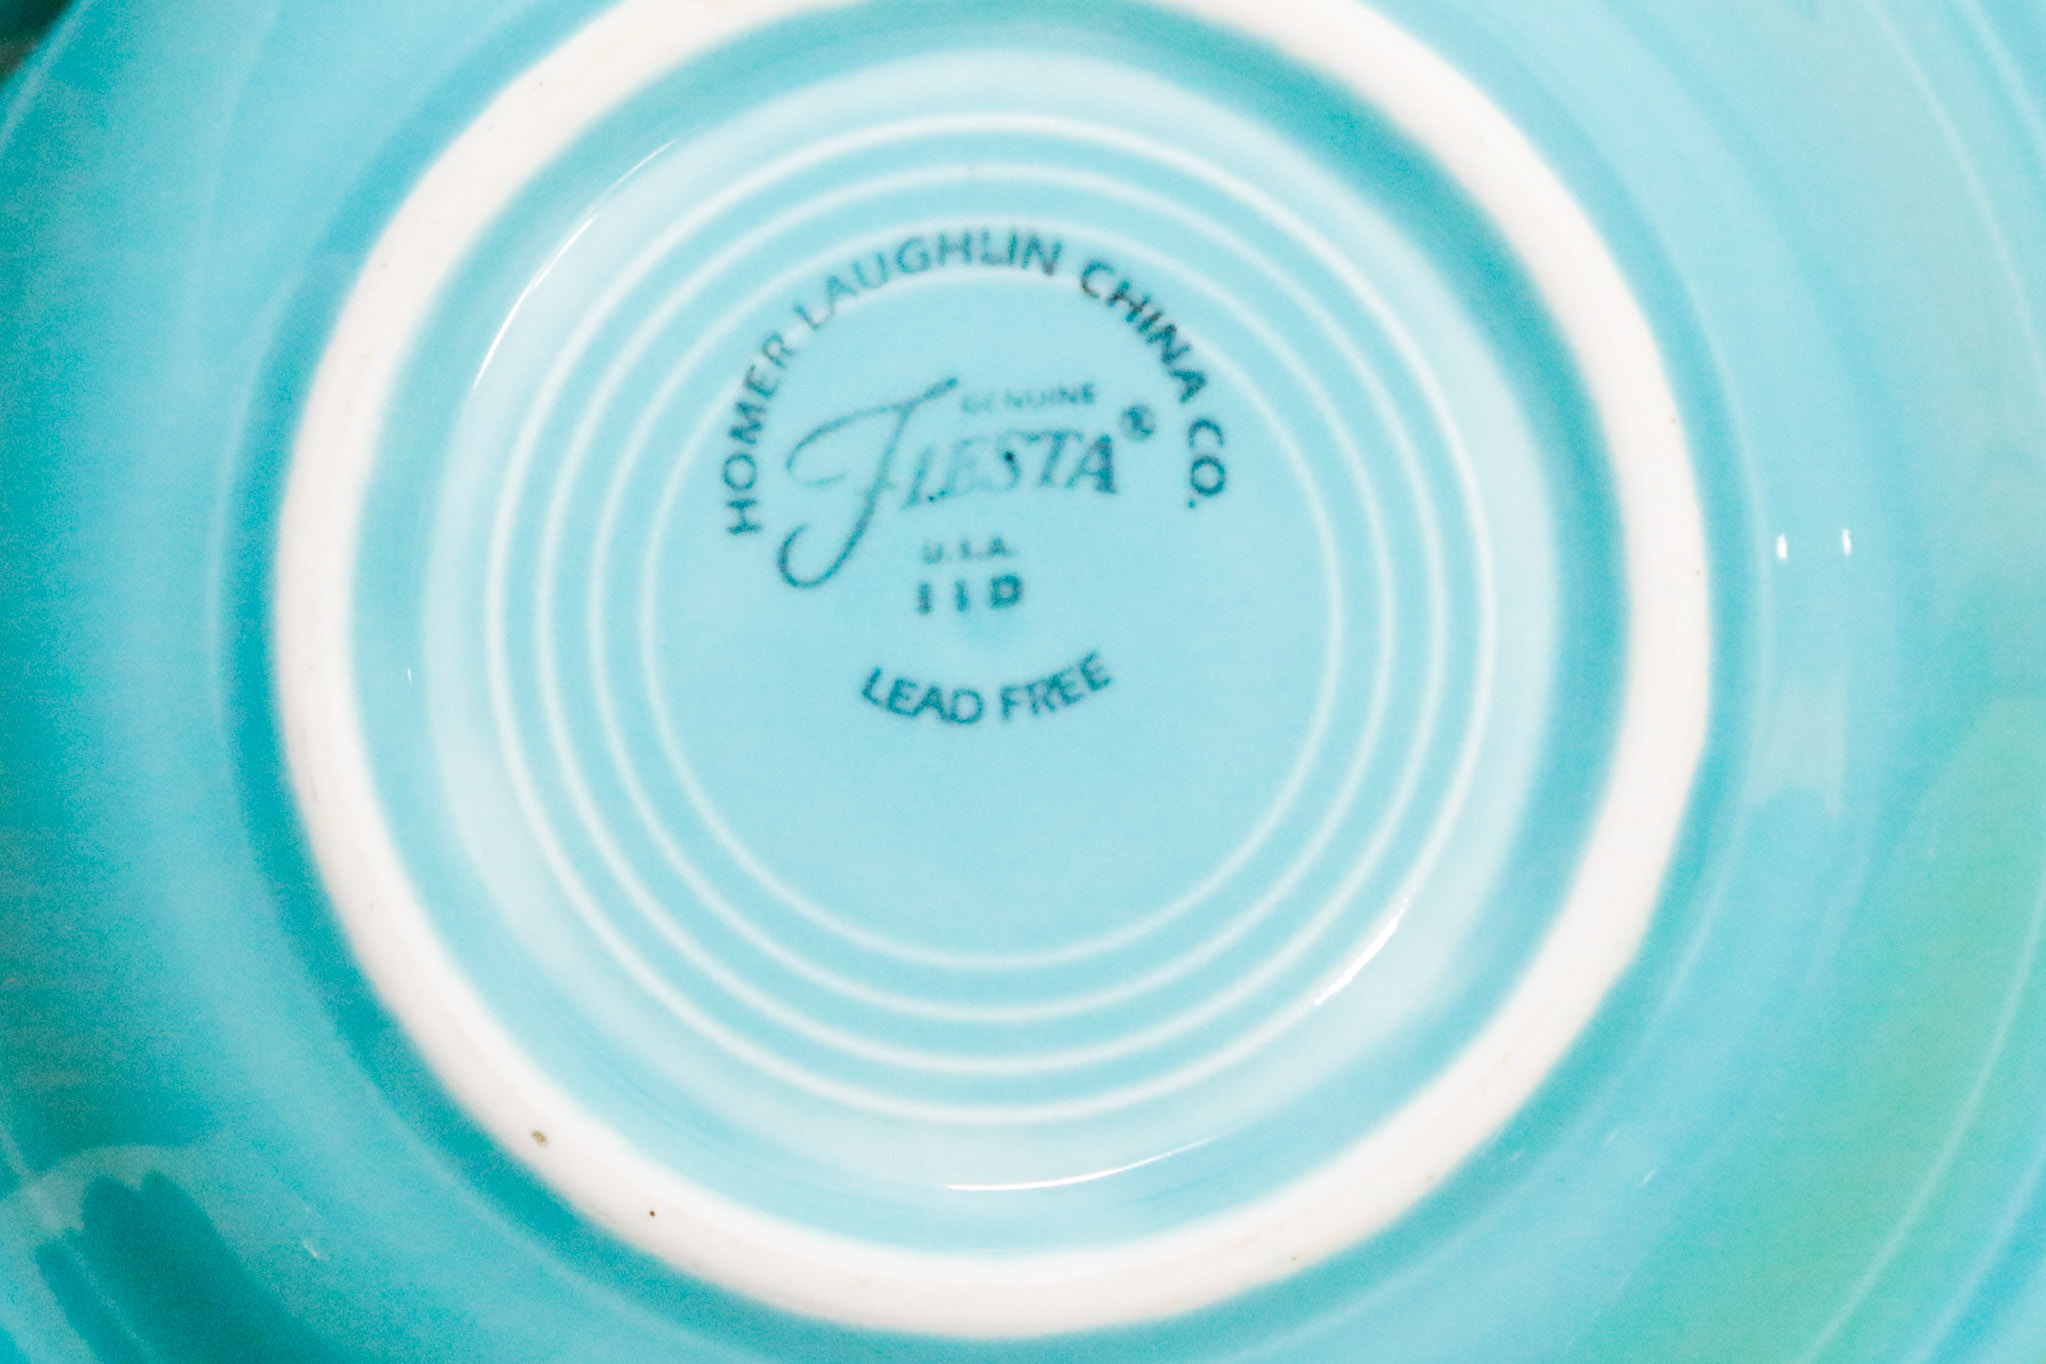 HOMER LAUGHLIN CHINA CO.
GENUINE
FIESTA®
U.S.A.
11D
LEAD FREE